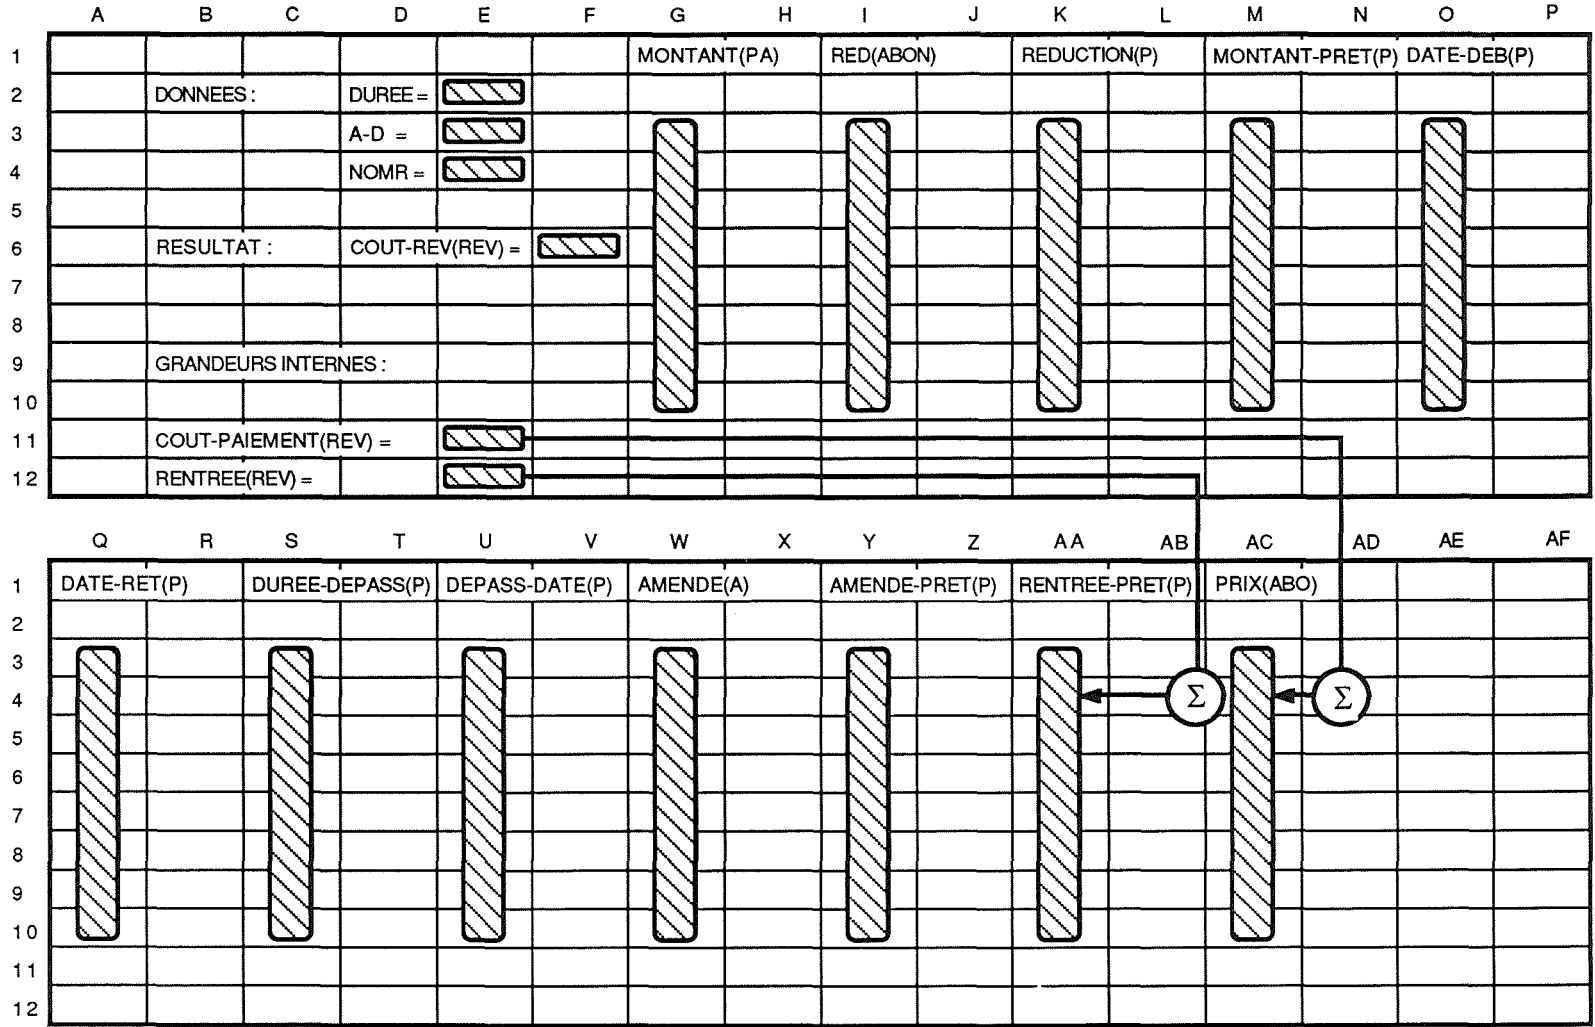 A B C D E F G H I J K L M N O P
1 MONTANT(PA) RED(ABON) REDUCTION(P) MONTANT-PRET(P) DATE-DEB(P)
2 DONNEES : DUREE =
3 A-D =
4 NOMR =
5
6 RESULTAT : COUT-REV(REV) =
7
8
9 GRANDEURS INTERNES :
10
11 COUT-PAIEMENT(REV) =
12 RENTREE(REV) =
Q R S T U V W X Y Z AA AB AC AD AE AF
1 DATE-RET(P) DUREE-DEPASS(P) DEPASS-DATE(P) AMENDE(A) AMENDE-PRET(P) RENTREE-PRET(P) PRIX(ABO)
2
3
4 Σ Σ
5
6
7
8
9
10
11
12